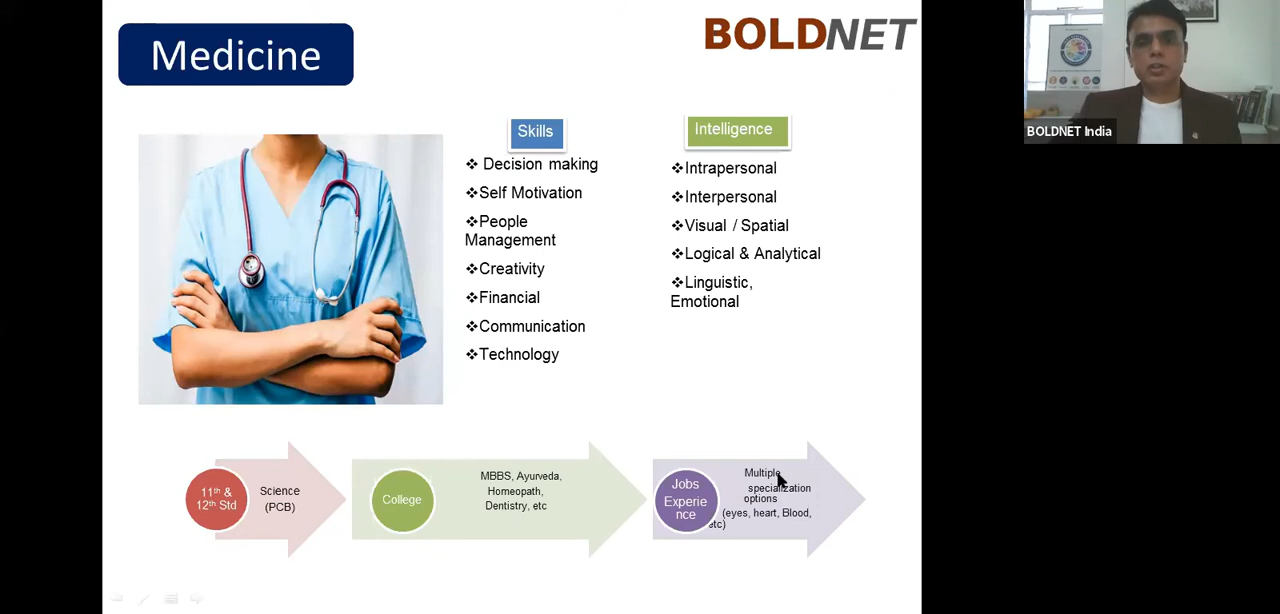 Medicine
BOLDNET
Skills
❖ Decision making
❖Self Motivation
❖People
Management
❖Creativity
❖Financial
❖Communication
❖Technology
Intelligence
❖Intrapersonal
❖Interpersonal
❖Visual / Spatial
❖Logical & Analytical
❖Linguistic,
Emotional
11th &
12th Std
Science
(PCB)
College
MBBS, Ayurveda,
Homeopath,
Dentistry, etc
Jobs
Experie
nce
Multiple
specialization
options
(eyes, heart, Blood,
etc)
BOLDNET India